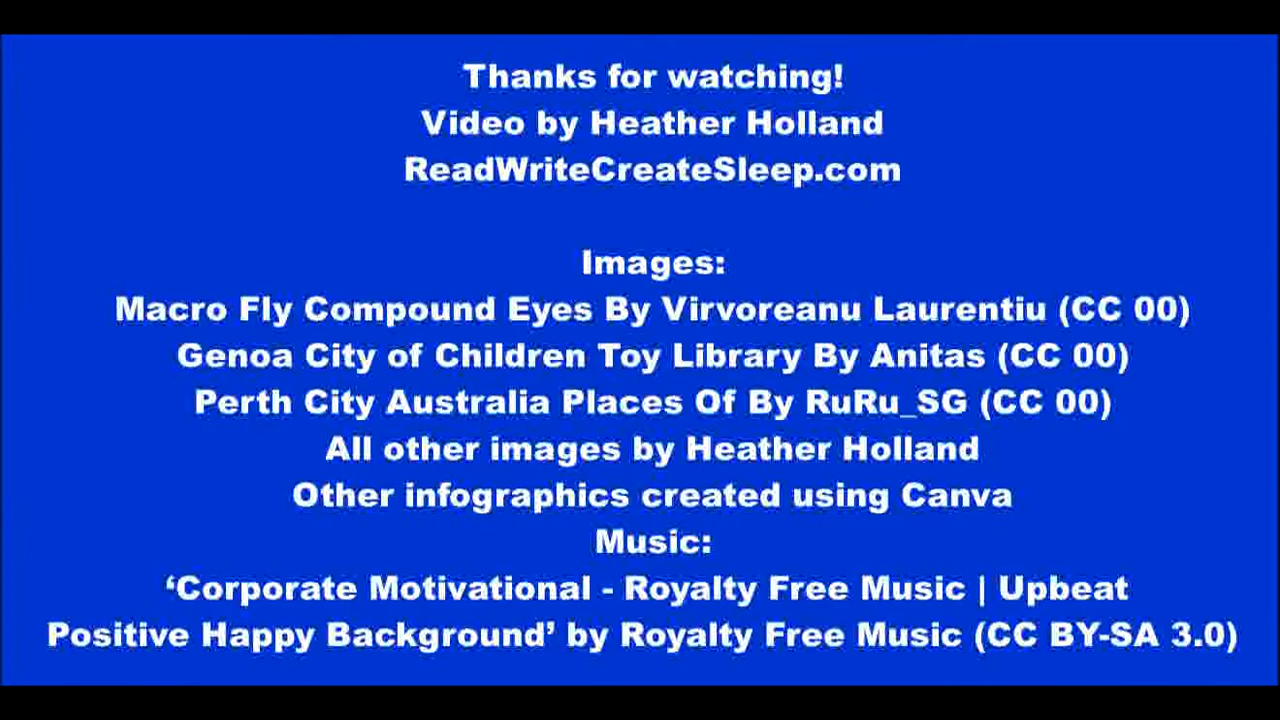 Thanks for watching!
Video by Heather Holland
ReadWriteCreateSleep.com
Images:
Macro Fly Compound Eyes By Virvoreanu Laurentiu (CC 00)
Genoa City of Children Toy Library By Anitas (CC 00)
Perth City Australia Places Of By RuRu_SG (CC 00)
All other images by Heather Holland
Other infographics created using Canva
Music:
‘Corporate Motivational - Royalty Free Music | Upbeat
Positive Happy Background’ by Royalty Free Music (CC BY-SA 3.0)